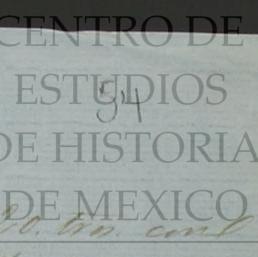 CENTRO DE
ESTUDIOS
54
DE HISTORIA
DE MEXICO